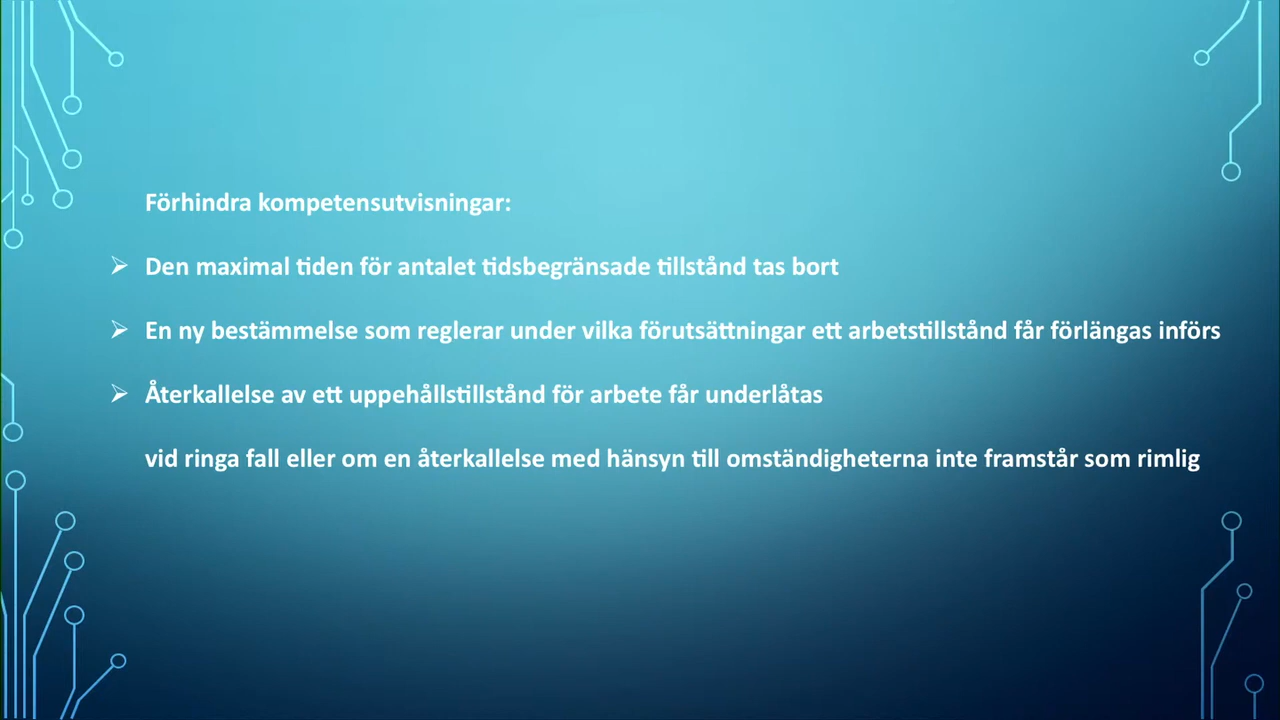 Förhindra kompetensutvisningar:
Den maximal tiden för antalet tidsbegränsade tillstånd tas bort
En ny bestämmelse som reglerar under vilka förutsättningar ett arbetstillstånd får förlängas införs
Återkallelse av ett uppehållstillstånd för arbete får underlåtas
vid ringa fall eller om en återkallelse med hänsyn till omständigheterna inte framstår som rimlig